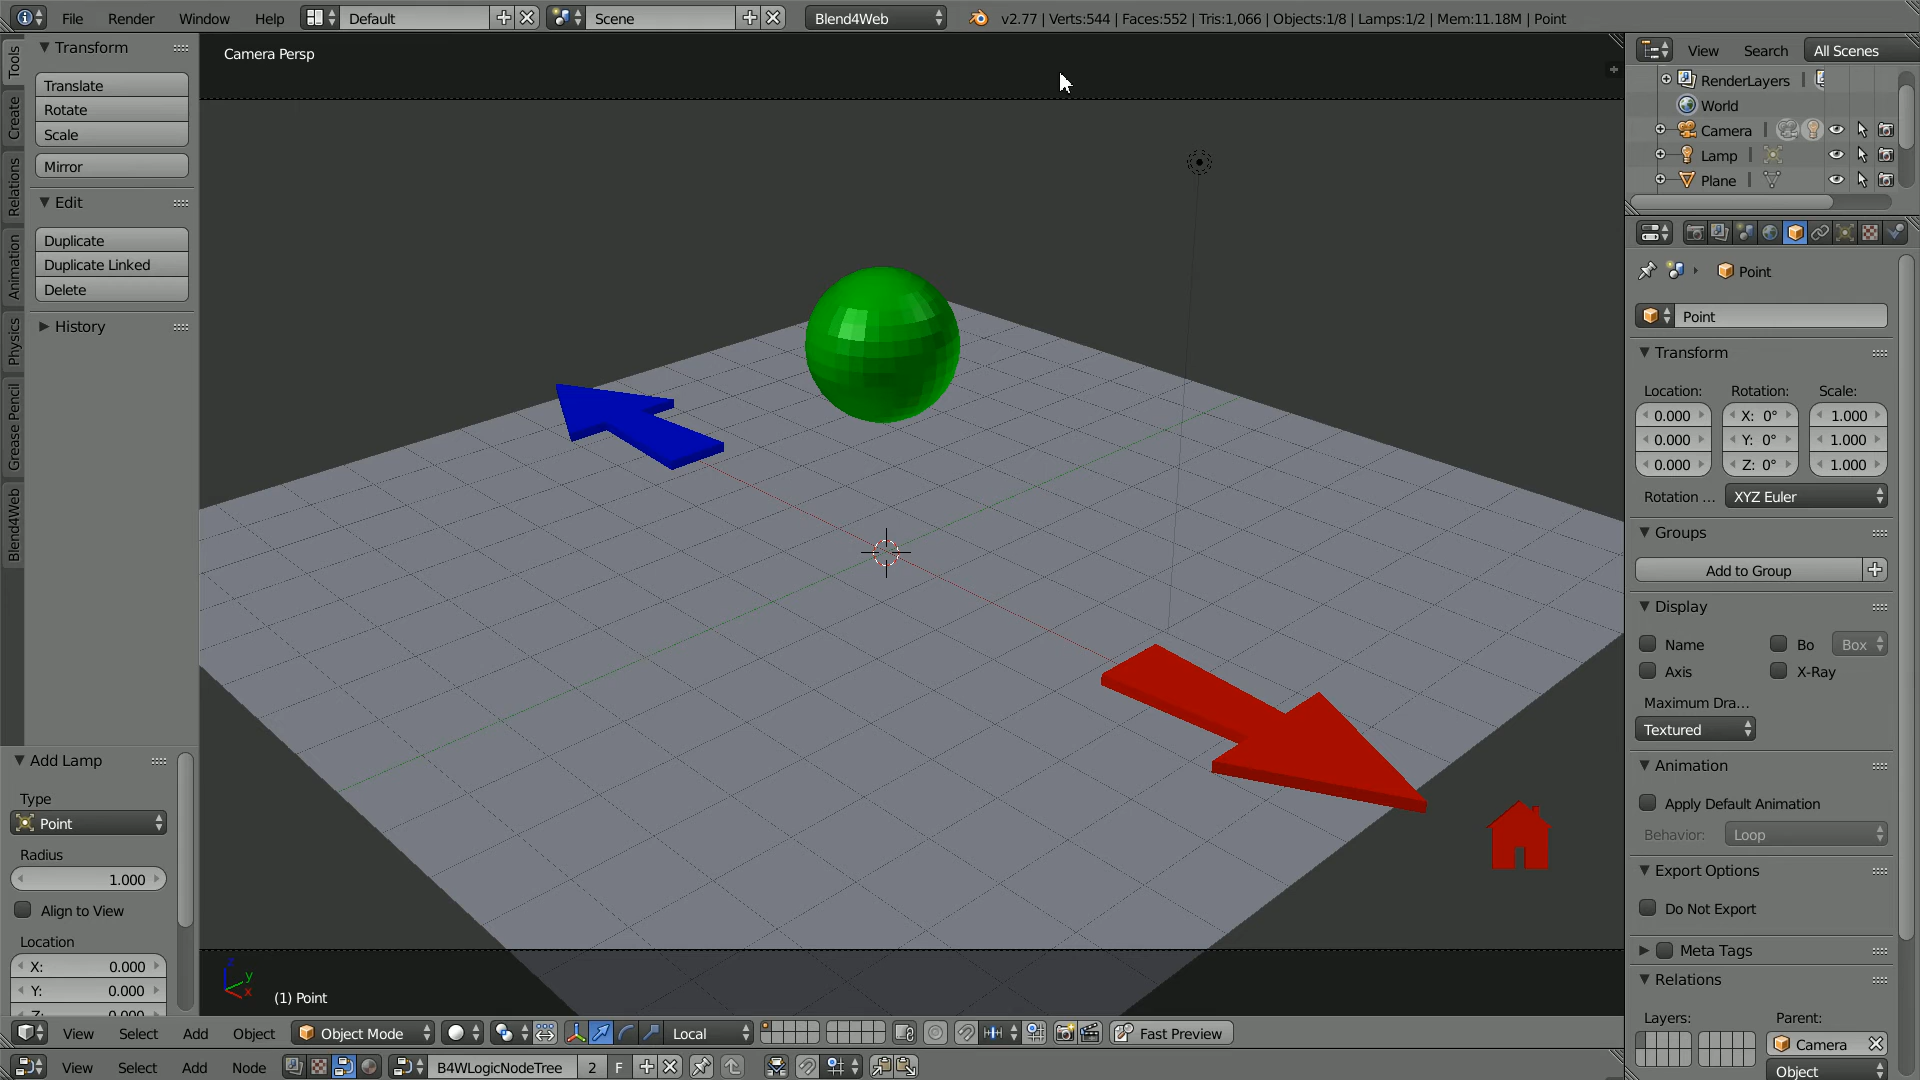 File Render Window Help Default Scene Blend4Web v2.77 | Verts:544 | Faces:552 | Tris:1,066 | Objects:1/8 | Lamps:1/2 | Mem:11.18M | Point
Tools
Create
Relations
Animation
Physics
Grease Pencil
Blend4Web
Transform
Translate
Rotate
Scale
Mirror
Edit
Duplicate
Duplicate Linked
Delete
History
Add Lamp
Type
Point
Radius
1.000
Align to View
Location
X: 0.000
Y: 0.000
Z: 0.000
Camera Persp
(1) Point
View Search All Scenes
RenderLayers
World
Camera
Lamp
Plane
Point
Point
Transform
Location: Rotation: Scale:
0.000 X: 0° 1.000
0.000 Y: 0° 1.000
0.000 Z: 0° 1.000
Rotation ... XYZ Euler
Groups
Add to Group
Display
Name Bo Box
Axis X-Ray
Maximum Dra...
Textured
Animation
Apply Default Animation
Behavior: Loop
Export Options
Do Not Export
Meta Tags
Relations
Layers: Parent:
Camera
Object
View Select Add Object Object Mode Local Fast Preview
View Select Add Node B4WLogicNodeTree 2 F